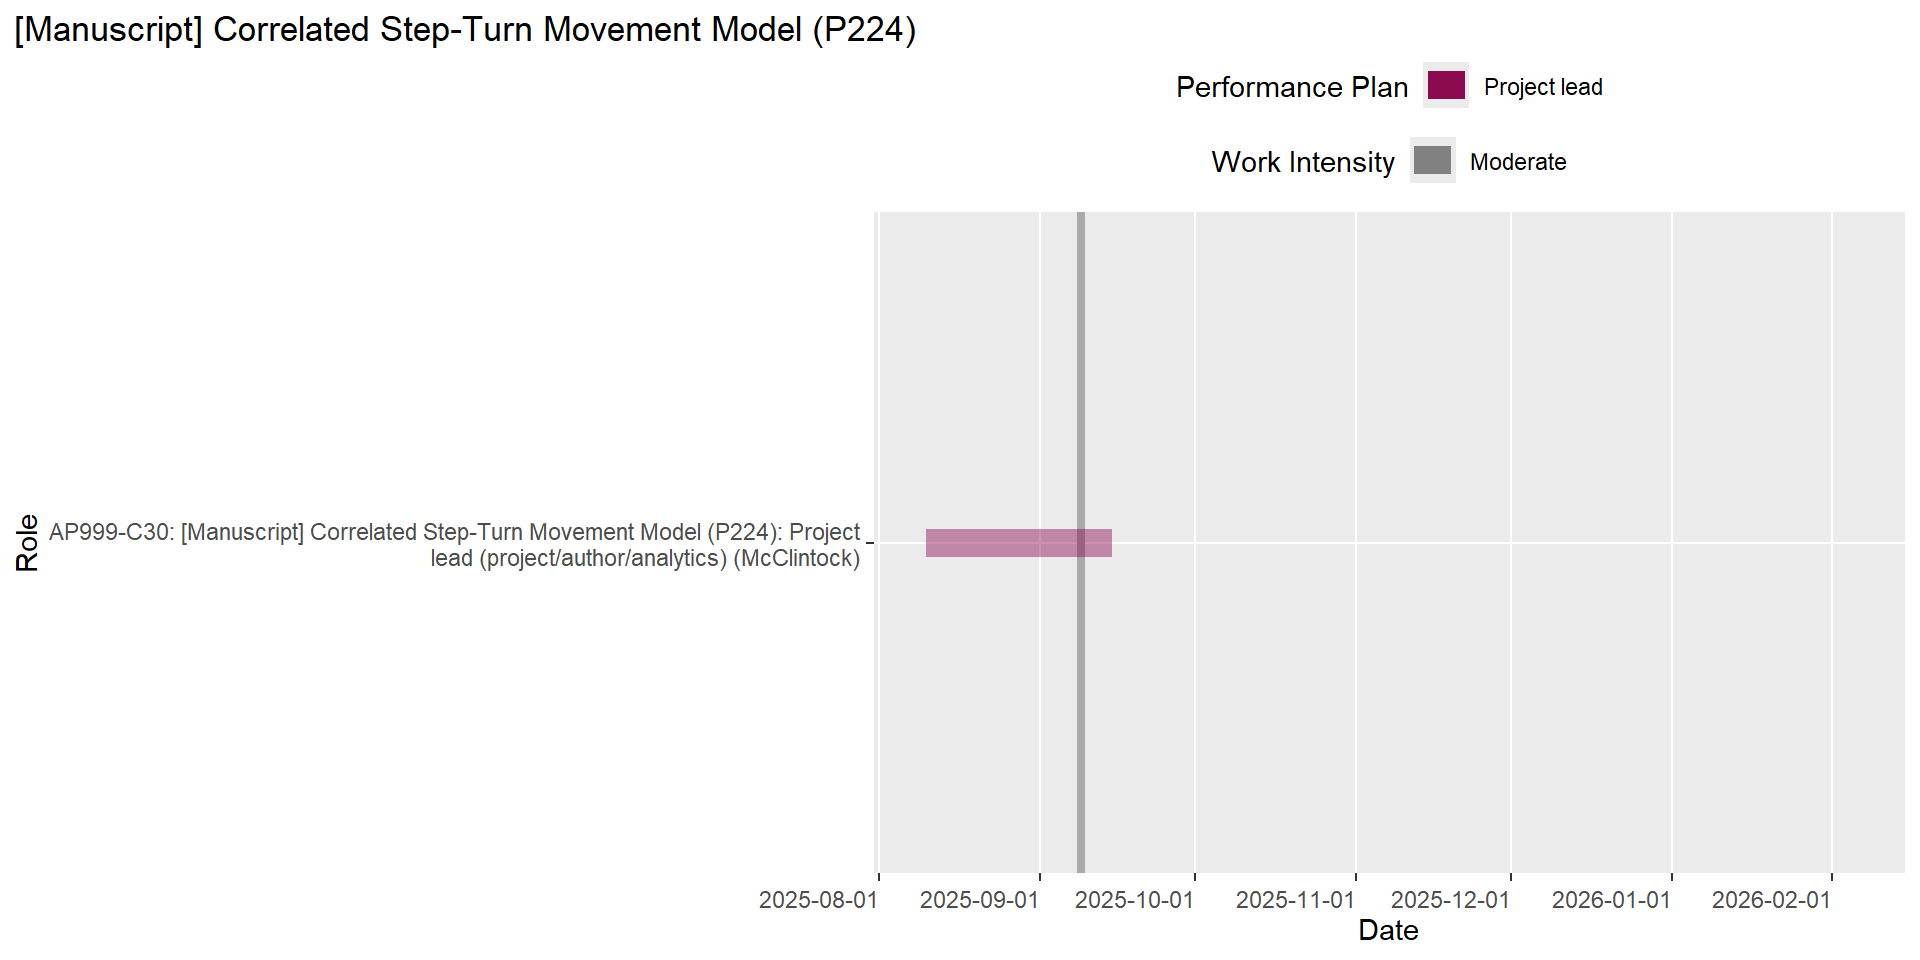 [Manuscript] Correlated Step-Turn Movement Model (P224)
Performance Plan
Project lead
Work Intensity
Moderate
Role
AP999-C30: [Manuscript] Correlated Step-Turn Movement Model (P224): Project
lead (project/author/analytics) (McClintock)
2025-08-01
2025-09-01
2025-10-01
2025-11-01
2025-12-01
2026-01-01
2026-02-01
Date